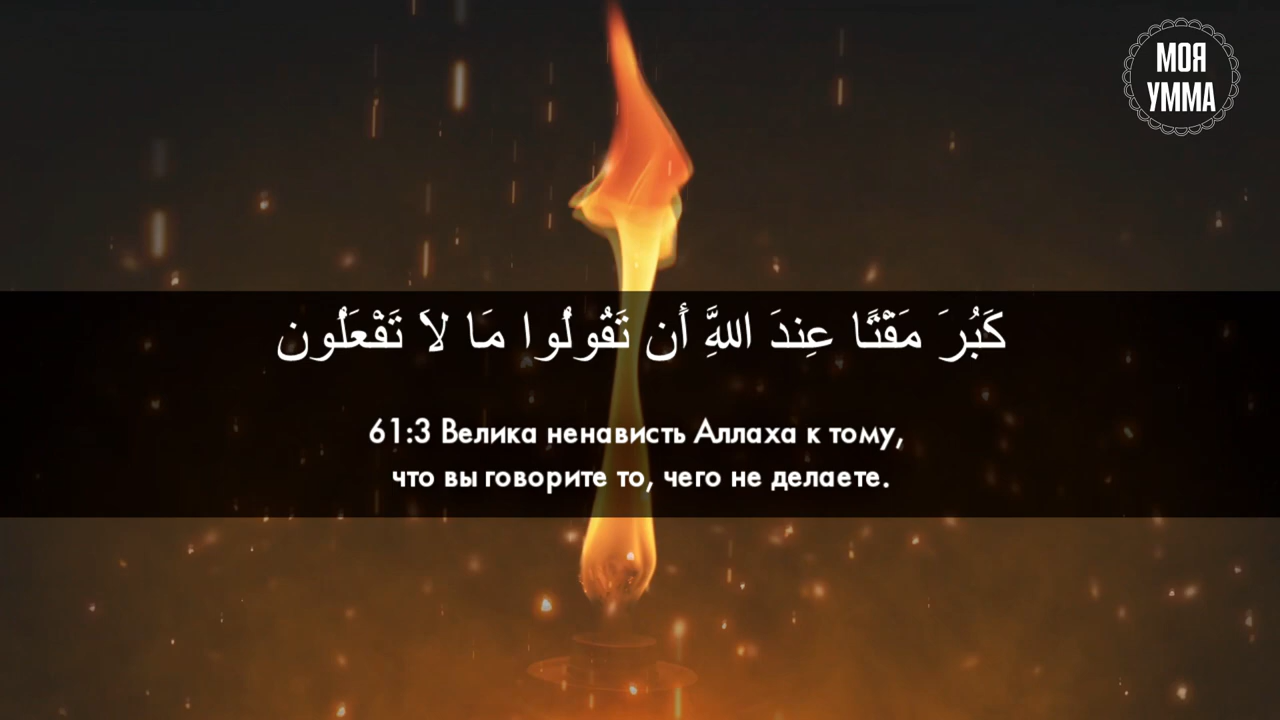 МОЯ
УММА
كَبُرَ مَقْتًا عِندَ اللهَِّ أَن تَقُولُوا مَا لاَ تَفْعَلُون
61:3 Велика ненависть Аллаха к тому,
что вы говорите то, чего не делаете.